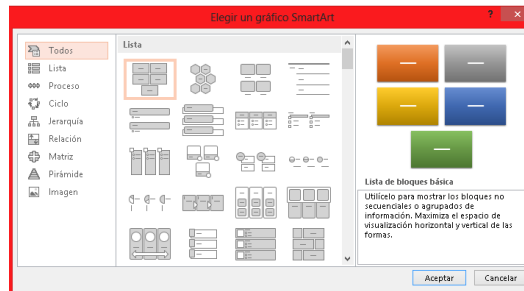 Elegir un gráfico SmartArt
? ×
Todos
Lista
Proceso
Ciclo
Jerarquía
Relación
Matriz
Pirámide
Imagen
Lista
Lista de bloques básica
Utilícelo para mostrar los bloques no
secuenciales o agrupados de
información. Maximiza el espacio de
visualización horizontal y vertical de las
formas.
Aceptar
Cancelar